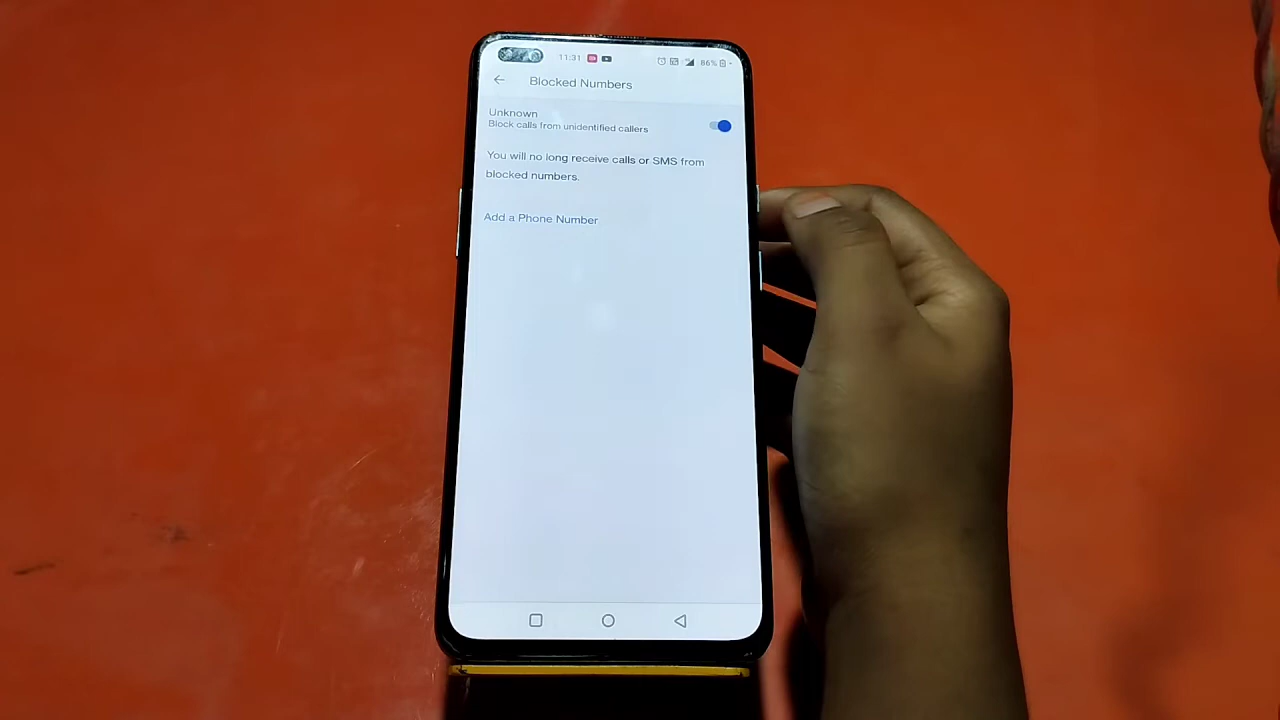 11:31
86%
Blocked Numbers
Unknown
Block calls from unidentified callers
You will no long receive calls or SMS from
blocked numbers.
Add a Phone Number